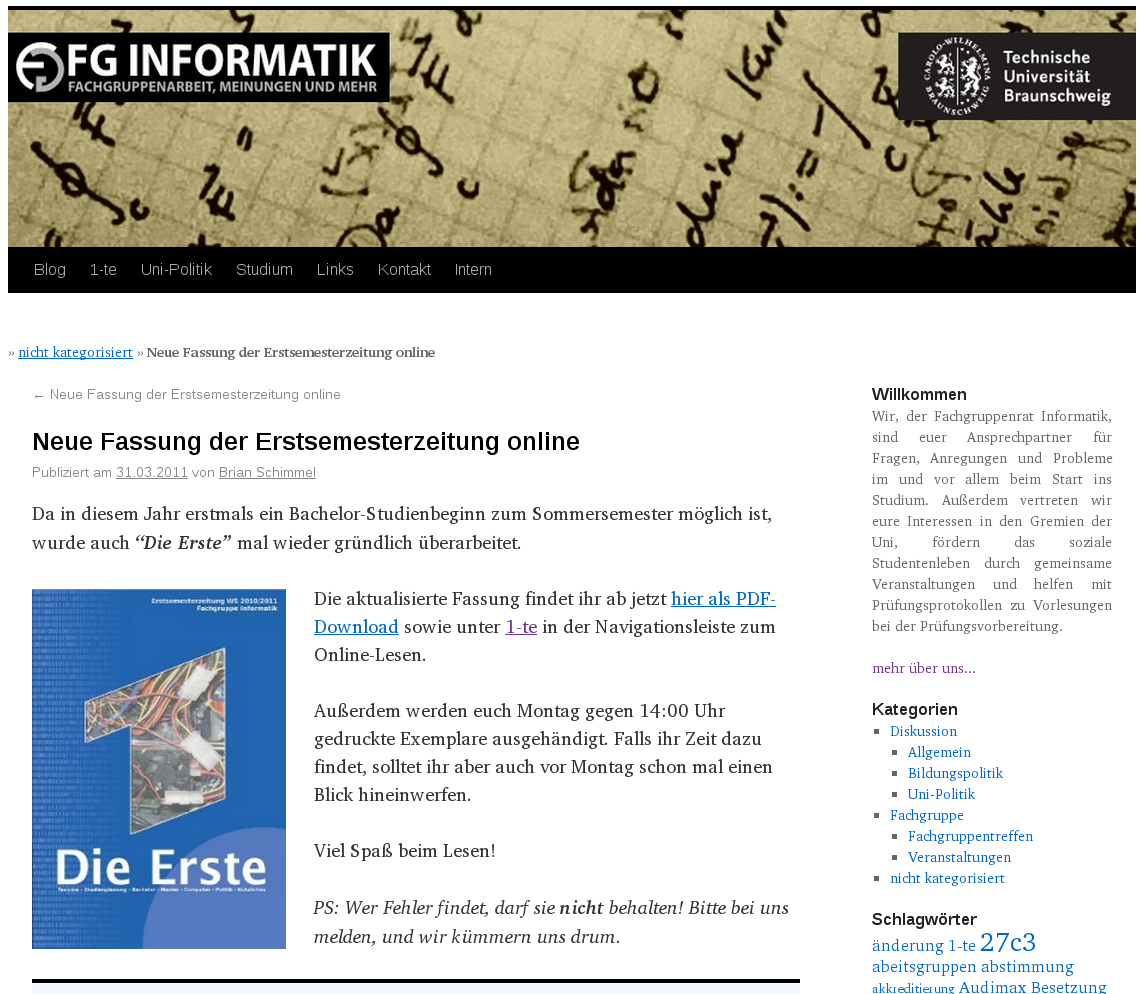 FG INFORMATIK
FACHGRUPPENARBEIT, MEINUNGEN UND MEHR
CAROLO-WILHELMINA
BRAUNSCHWEIG
Technische
Universität
Braunschweig
Blog 1-te Uni-Politik Studium Links Kontakt Intern
» nicht kategorisiert » Neue Fassung der Erstsemesterzeitung online
← Neue Fassung der Erstsemesterzeitung online
Neue Fassung der Erstsemesterzeitung online
Publiziert am 31.03.2011 von Brian Schimmel
Da in diesem Jahr erstmals ein Bachelor-Studienbeginn zum Sommersemester möglich ist,
wurde auch “Die Erste” mal wieder gründlich überarbeitet.
Erstsemesterzeitung WS 2010/2011
Fachgruppe Informatik
Die Erste
Termine • Studienplanung • Bachelor • Master • Computer • Politik • Nützliches
Die aktualisierte Fassung findet ihr ab jetzt hier als PDF-
Download sowie unter 1-te in der Navigationsleiste zum
Online-Lesen.
Außerdem werden euch Montag gegen 14:00 Uhr
gedruckte Exemplare ausgehändigt. Falls ihr Zeit dazu
findet, solltet ihr aber auch vor Montag schon mal einen
Blick hineinwerfen.
Viel Spaß beim Lesen!
PS: Wer Fehler findet, darf sie nicht behalten! Bitte bei uns
melden, und wir kümmern uns drum.
Willkommen
Wir, der Fachgruppenrat Informatik,
sind euer Ansprechpartner für
Fragen, Anregungen und Probleme
im und vor allem beim Start ins
Studium. Außerdem vertreten wir
eure Interessen in den Gremien der
Uni, fördern das soziale
Studentenleben durch gemeinsame
Veranstaltungen und helfen mit
Prüfungsprotokollen zu Vorlesungen
bei der Prüfungsvorbereitung.
mehr über uns...
Kategorien
Diskussion
Allgemein
Bildungspolitik
Uni-Politik
Fachgruppe
Fachgruppentreffen
Veranstaltungen
nicht kategorisiert
Schlagwörter
änderung 1-te 27c3
abeitsgruppen abstimmung
akkreditierung Audimax Besetzung